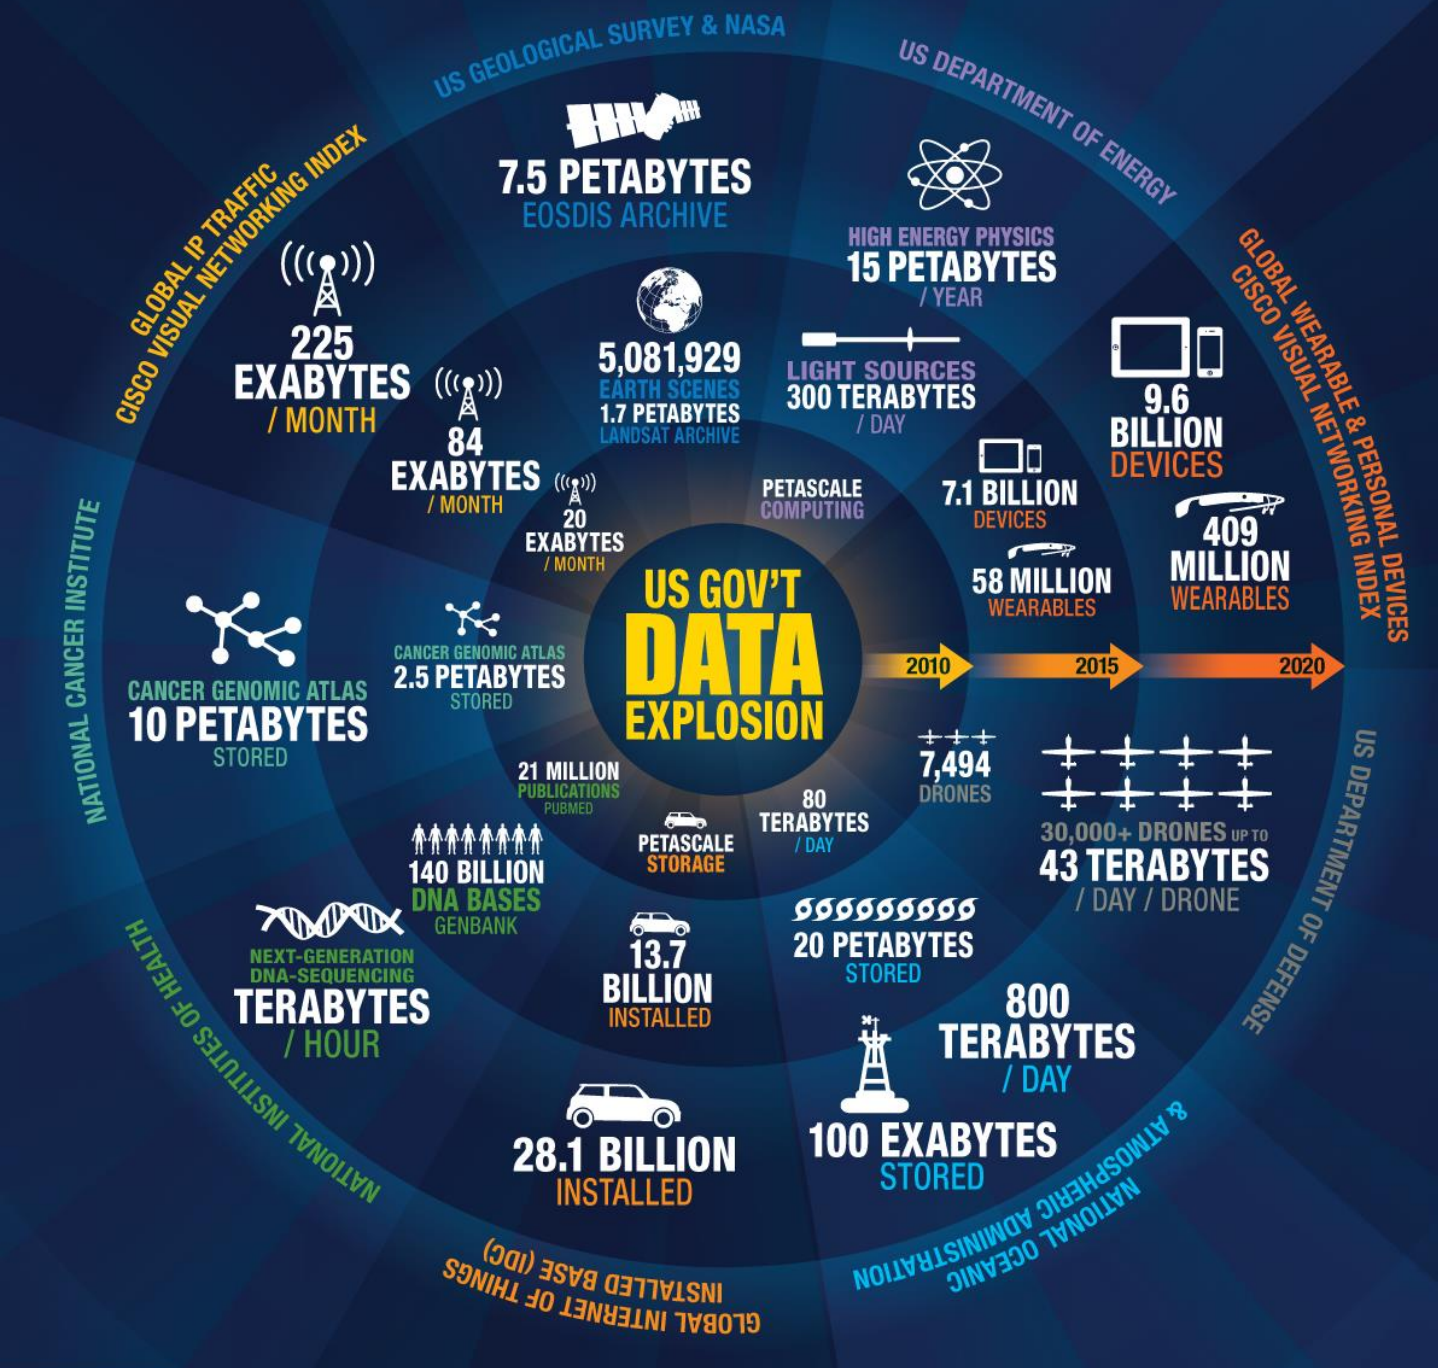 US GEOLOGICAL SURVEY & NASA
7.5 PETABYTES
EOSDIS ARCHIVE
5,081,929
EARTH SCENES
1.7 PETABYTES
LANDSAT ARCHIVE
US DEPARTMENT OF ENERGY
HIGH ENERGY PHYSICS
15 PETABYTES
/ YEAR
LIGHT SOURCES
300 TERABYTES
/ DAY
PETASCALE
COMPUTING
GLOBAL WEARABLE & PERSONAL DEVICES
CISCO VISUAL NETWORKING INDEX
9.6
BILLION
DEVICES
409
MILLION
WEARABLES
7.1 BILLION
DEVICES
58 MILLION
WEARABLES
US GOV'T
DATA
EXPLOSION
2010
2015
2020
US DEPARTMENT OF DEFENSE
7,494
DRONES
30,000+ DRONES UP TO
43 TERABYTES
/ DAY / DRONE
NATIONAL OCEANIC
& ATMOSPHERIC ADMINISTRATION
80
TERABYTES
/ DAY
20 PETABYTES
STORED
800
TERABYTES
/ DAY
100 EXABYTES
STORED
GLOBAL INTERNET OF THINGS
INSTALLED BASE (IDC)
PETASCALE
STORAGE
13.7
BILLION
INSTALLED
28.1 BILLION
INSTALLED
NATIONAL INSTITUTES OF HEALTH
21 MILLION
PUBLICATIONS
PUBMED
140 BILLION
DNA BASES
GENBANK
NEXT-GENERATION
DNA-SEQUENCING
TERABYTES
/ HOUR
NATIONAL CANCER INSTITUTE
CANCER GENOMIC ATLAS
2.5 PETABYTES
STORED
CANCER GENOMIC ATLAS
10 PETABYTES
STORED
GLOBAL IP TRAFFIC
CISCO VISUAL NETWORKING INDEX
225
EXABYTES
/ MONTH
84
EXABYTES
/ MONTH
20
EXABYTES
/ MONTH